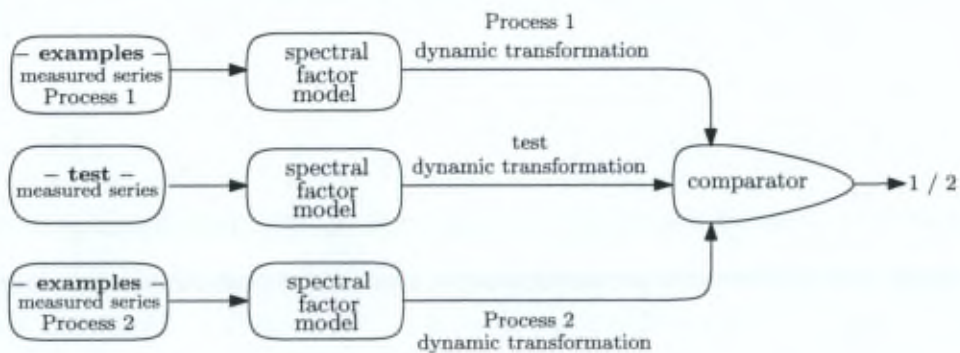 – examples –
measured series
Process 1
spectral
factor
model
Process 1
dynamic transformation
– test –
measured series
spectral
factor
model
test
dynamic transformation
comparator
1 / 2
– examples –
measured series
Process 2
spectral
factor
model
Process 2
dynamic transformation